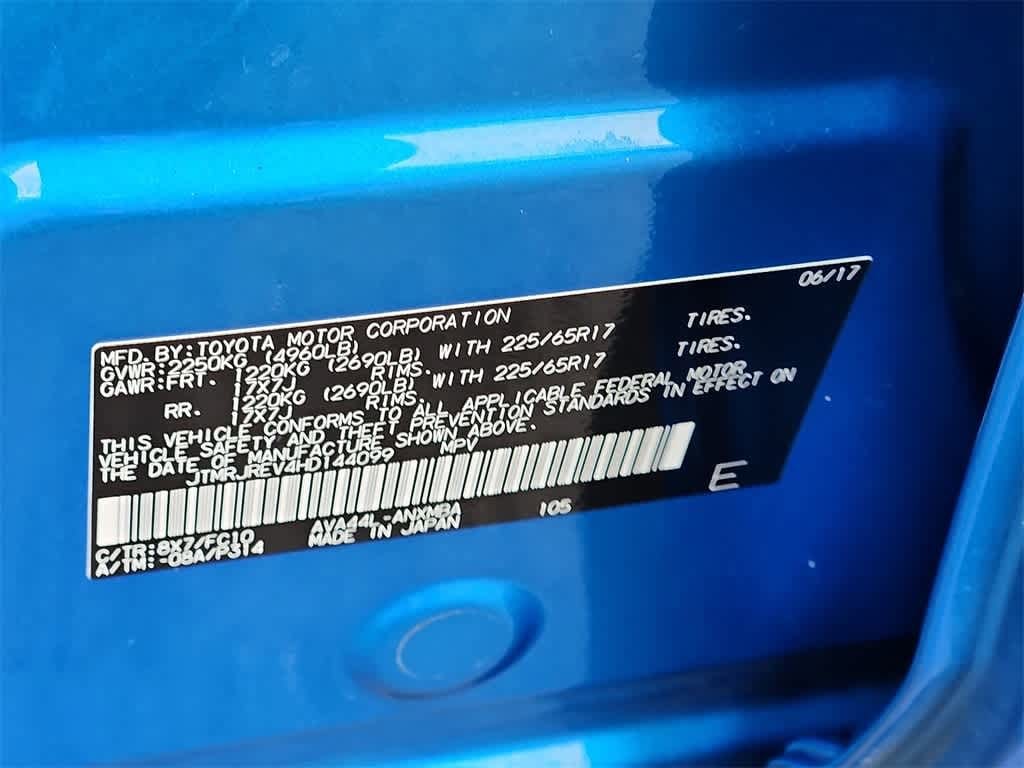 06/17
MFD. BY: TOYOTA MOTOR CORPORATION
GVWR: 2250KG (4960LB)
GAWR: FRT. 1220KG (2690LB) WITH 225/65R17 TIRES.
17X7J RIMS.
RR. 1220KG (2690LB) WITH 225/65R17 TIRES.
17X7J RIMS.
THIS VEHICLE CONFORMS TO ALL APPLICABLE FEDERAL MOTOR
VEHICLE SAFETY AND THEFT PREVENTION STANDARDS IN EFFECT ON
THE DATE OF MANUFACTURE SHOWN ABOVE.
JTMRJREV4HD144059 MPV
E
C/TR: 8X7/FC10 AVA44L-ANXMBA 105
A/TM: -08A/P314 MADE IN JAPAN